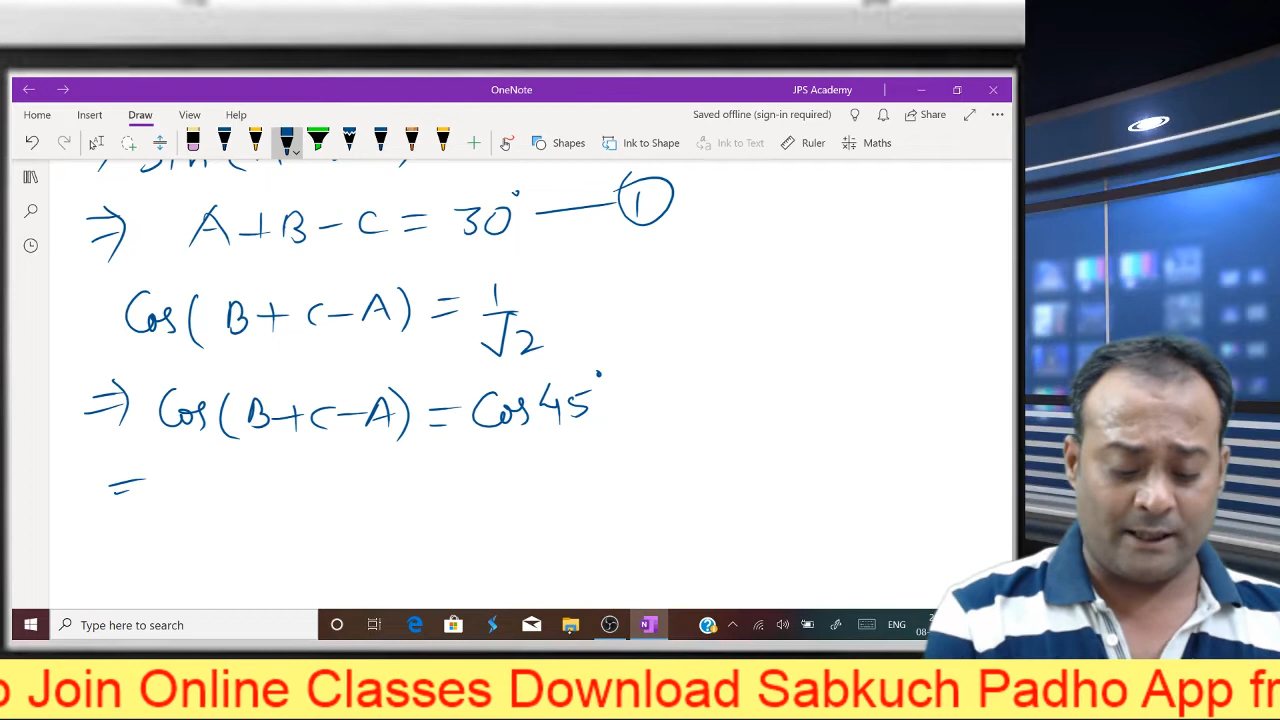 OneNote
JPS Academy
Home Insert Draw View Help
Saved offline (sign-in required)
Share
Shapes
Ink to Shape
Ink to Text
Ruler
Maths
⇒ A+B-C = 30° — ①
Cos(B+C-A) = 1/√2
⇒ Cos(B+C-A) = Cos 45°
=
Type here to search
ENG
Join Online Classes Download Sabkuch Padho App